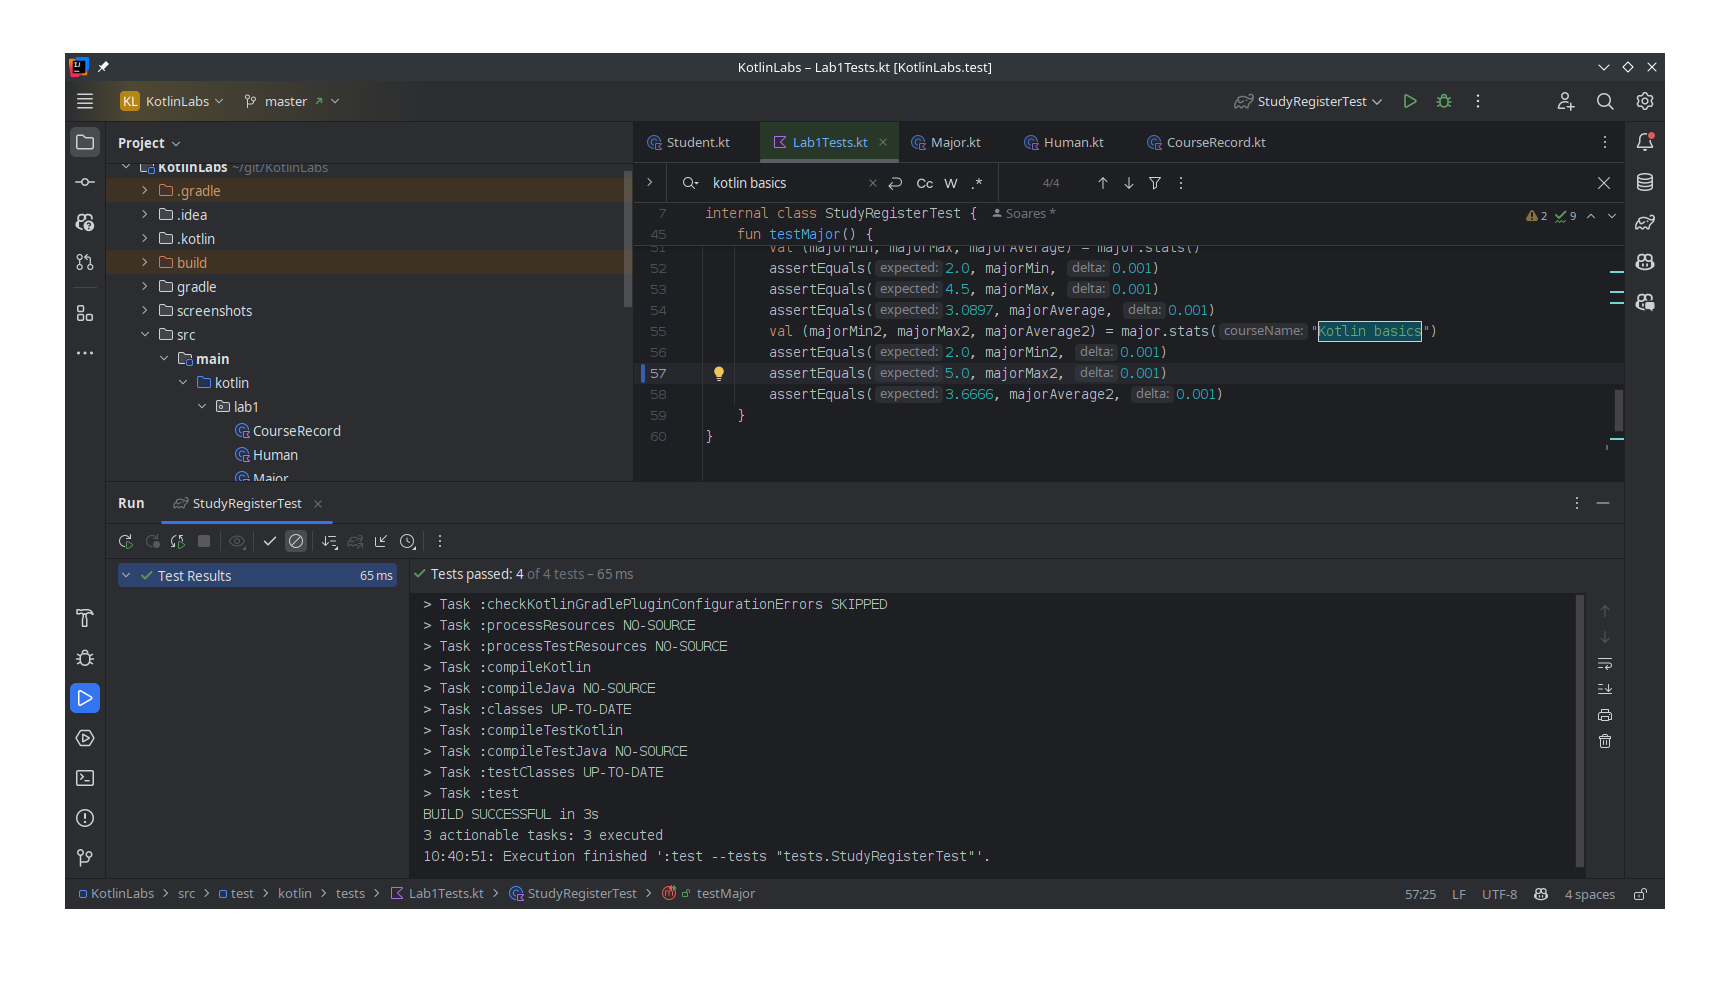 KotlinLabs – Lab1Tests.kt [KotlinLabs.test]
KL KotlinLabs master StudyRegisterTest
Project
KotlinLabs ~/git/KotlinLabs
.gradle
.idea
.kotlin
build
gradle
screenshots
src
main
kotlin
lab1
CourseRecord
Human
Major
Student.kt Lab1Tests.kt Major.kt Human.kt CourseRecord.kt
kotlin basics Cc W .* 4/4
7 internal class StudyRegisterTest { Soares * 2 9
45 fun testMajor() {
51 val (majorMin, majorMax, majorAverage) = major.stats()
52 assertEquals( expected: 2.0, majorMin, delta: 0.001)
53 assertEquals( expected: 4.5, majorMax, delta: 0.001)
54 assertEquals( expected: 3.0897, majorAverage, delta: 0.001)
55 val (majorMin2, majorMax2, majorAverage2) = major.stats( courseName: "Kotlin basics")
56 assertEquals( expected: 2.0, majorMin2, delta: 0.001)
57 assertEquals( expected: 5.0, majorMax2, delta: 0.001)
58 assertEquals( expected: 3.6666, majorAverage2, delta: 0.001)
59 }
60 }
Run StudyRegisterTest
Test Results 65 ms
Tests passed: 4 of 4 tests – 65 ms
> Task :checkKotlinGradlePluginConfigurationErrors SKIPPED
> Task :processResources NO-SOURCE
> Task :processTestResources NO-SOURCE
> Task :compileKotlin
> Task :compileJava NO-SOURCE
> Task :classes UP-TO-DATE
> Task :compileTestKotlin
> Task :compileTestJava NO-SOURCE
> Task :testClasses UP-TO-DATE
> Task :test
BUILD SUCCESSFUL in 3s
3 actionable tasks: 3 executed
10:40:51: Execution finished ':test --tests "tests.StudyRegisterTest"'.
KotlinLabs > src > test > kotlin > tests > Lab1Tests.kt > StudyRegisterTest > testMajor 57:25 LF UTF-8 4 spaces